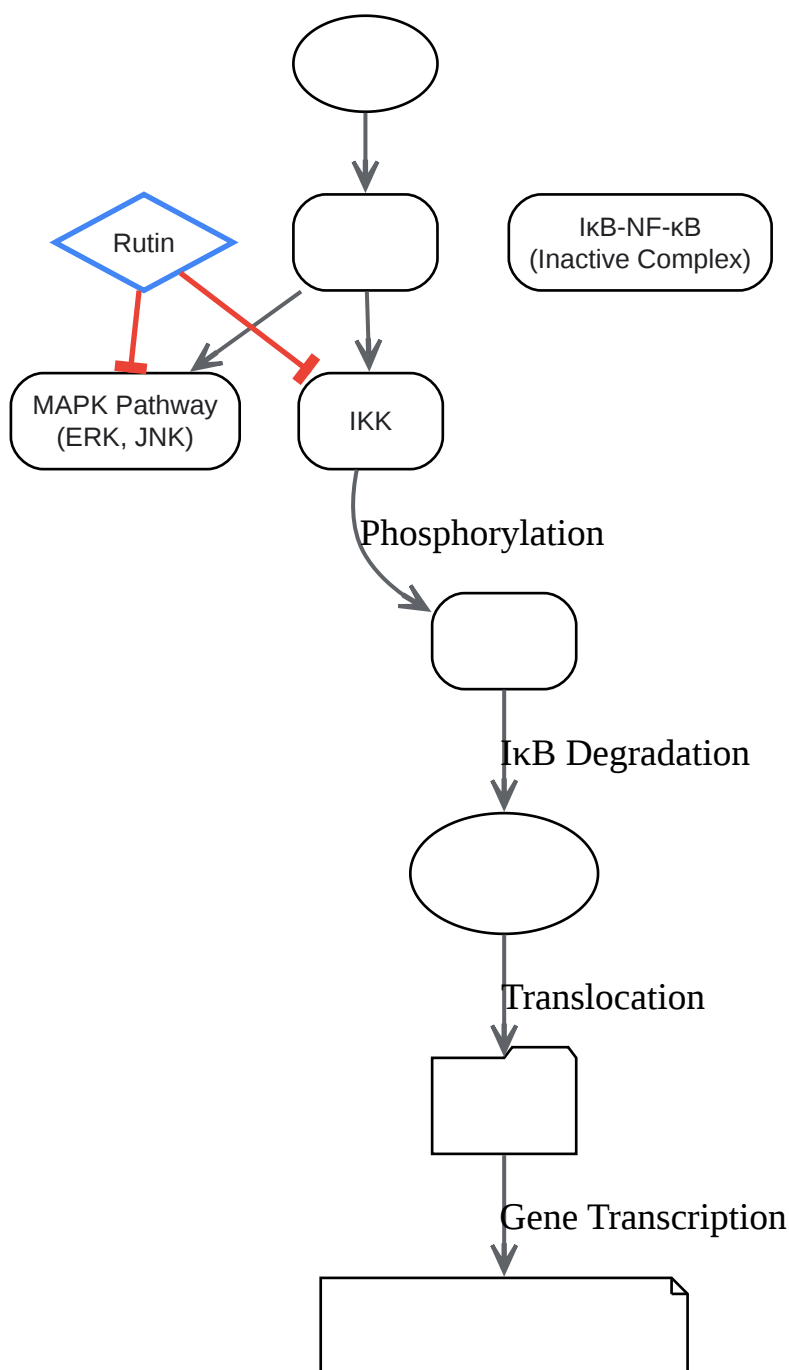 Rutin
IκB-NF-κB
(Inactive Complex)
MAPK Pathway
(ERK, JNK)
IKK
Phosphorylation
IκB Degradation
Translocation
Gene Transcription